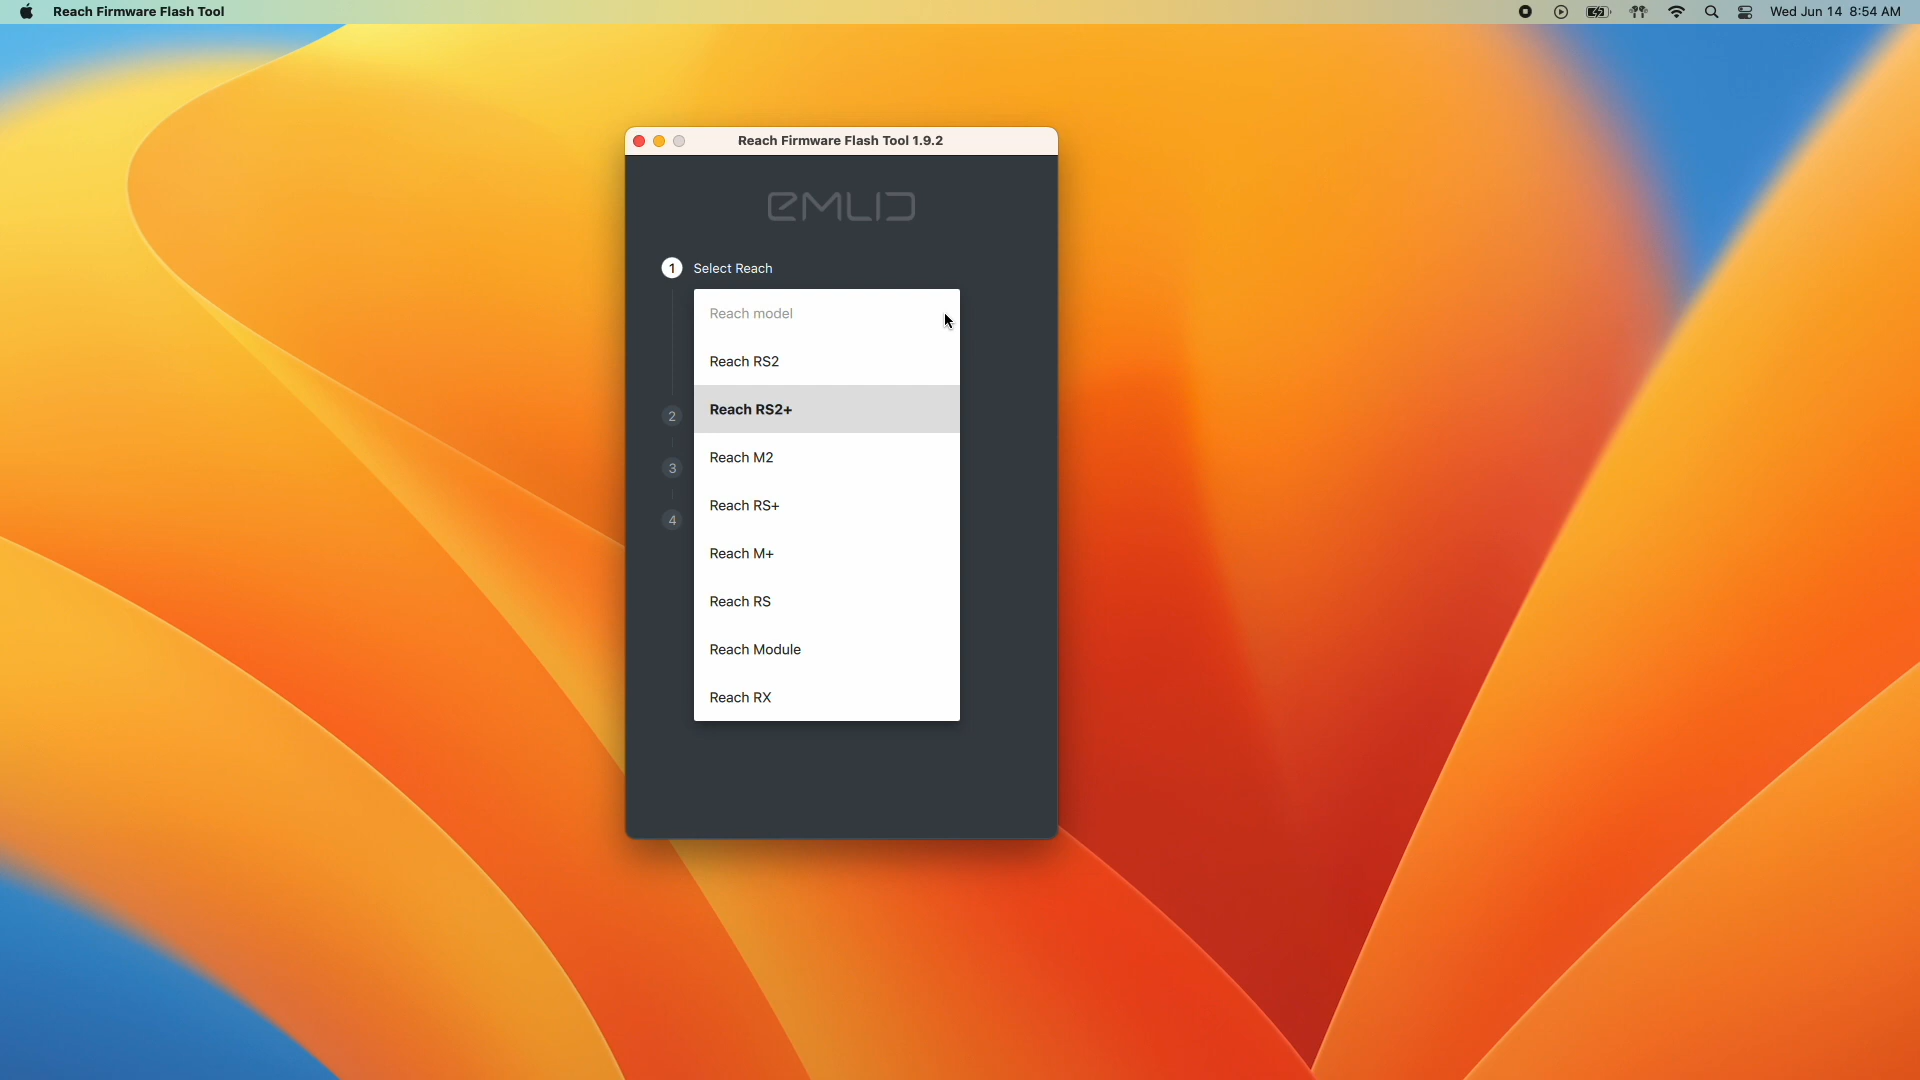 Reach Firmware Flash Tool
Wed Jun 14 8:54 AM
Reach Firmware Flash Tool 1.9.2
EMLID
1 Select Reach
Reach model
Reach RS2
Reach RS2+
2
Reach M2
3
Reach RS+
4
Reach M+
Reach RS
Reach Module
Reach RX